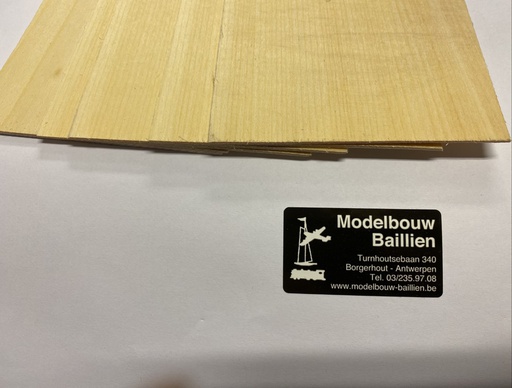 Modelbouw
Baillien
Turnhoutsebaan 340
Borgerhout - Antwerpen
Tel. 03/235.97.08
www.modelbouw-baillien.be